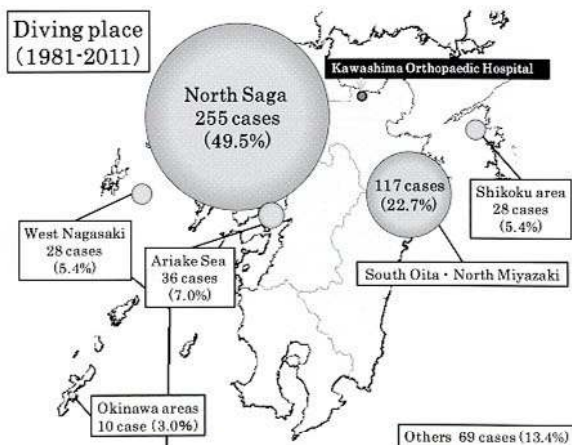 Diving place
(1981-2011)
North Saga
255 cases
(49.5%)
Kawashima Orthopaedic Hospital
117 cases
(22.7%)
Shikoku area
28 cases
(5.4%)
West Nagasaki
28 cases
(5.4%)
Ariake Sea
36 cases
(7.0%)
South Oita・North Miyazaki
Okinawa areas
10 case (3.0%)
Others 69 cases (13.4%)